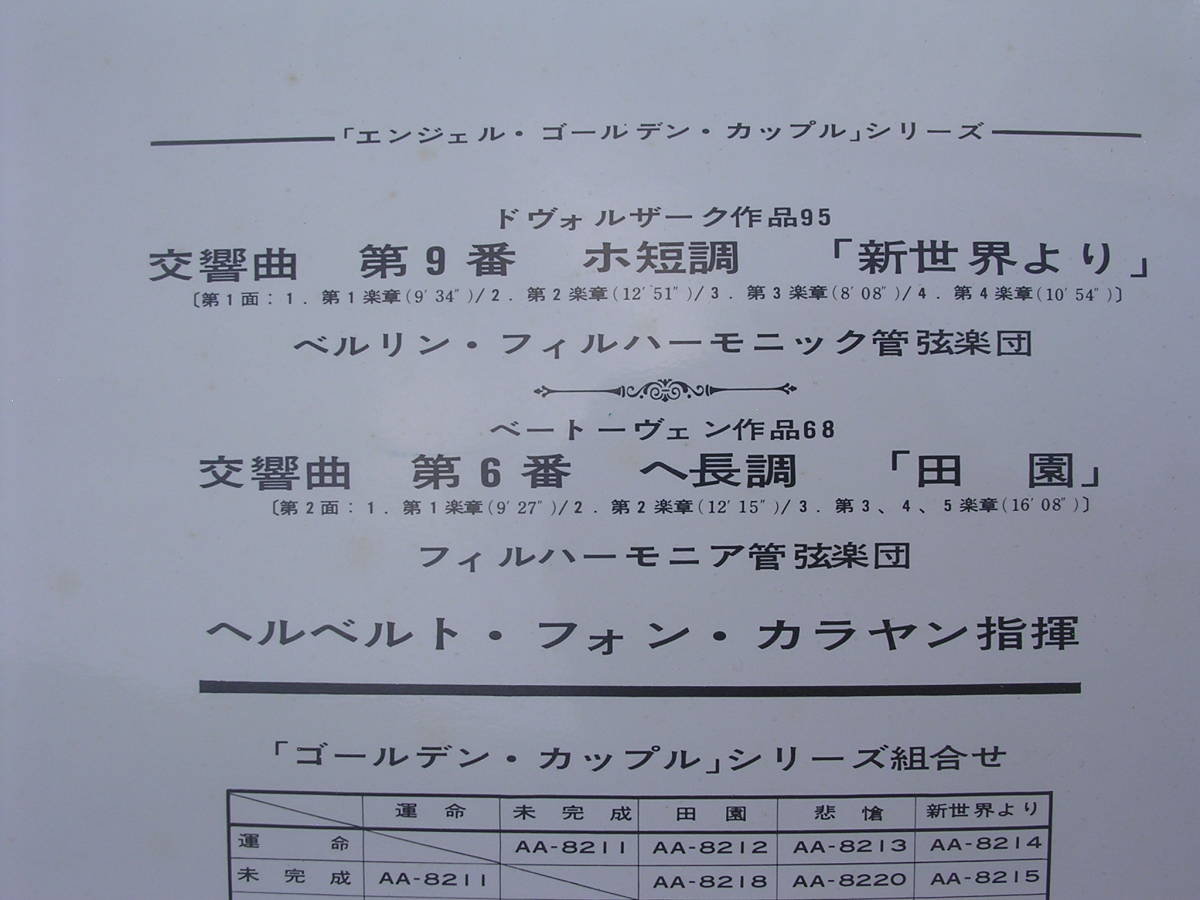 「エンジェル・ゴールデン・カップル」シリーズ
ドヴォルザーク作品95
交響曲　第9番　ホ短調　「新世界より」
〔第1面：1．第1楽章(9′34″)/2．第2楽章(12′51″)/3．第3楽章(8′08″)/4．第4楽章(10′54″)〕
ベルリン・フィルハーモニック管弦楽団
ベートーヴェン作品68
交響曲　第6番　ヘ長調　「田　園」
〔第2面：1．第1楽章(9′27″)/2．第2楽章(12′15″)/3．第3、4、5楽章(16′08″)〕
フィルハーモニア管弦楽団
ヘルベルト・フォン・カラヤン指揮
「ゴールデン・カップル」シリーズ組合せ
運命　未完成　田園　悲愴　新世界より
運命　AA-8211　AA-8212　AA-8213　AA-8214
未完成　AA-8211　AA-8218　AA-8220　AA-8215